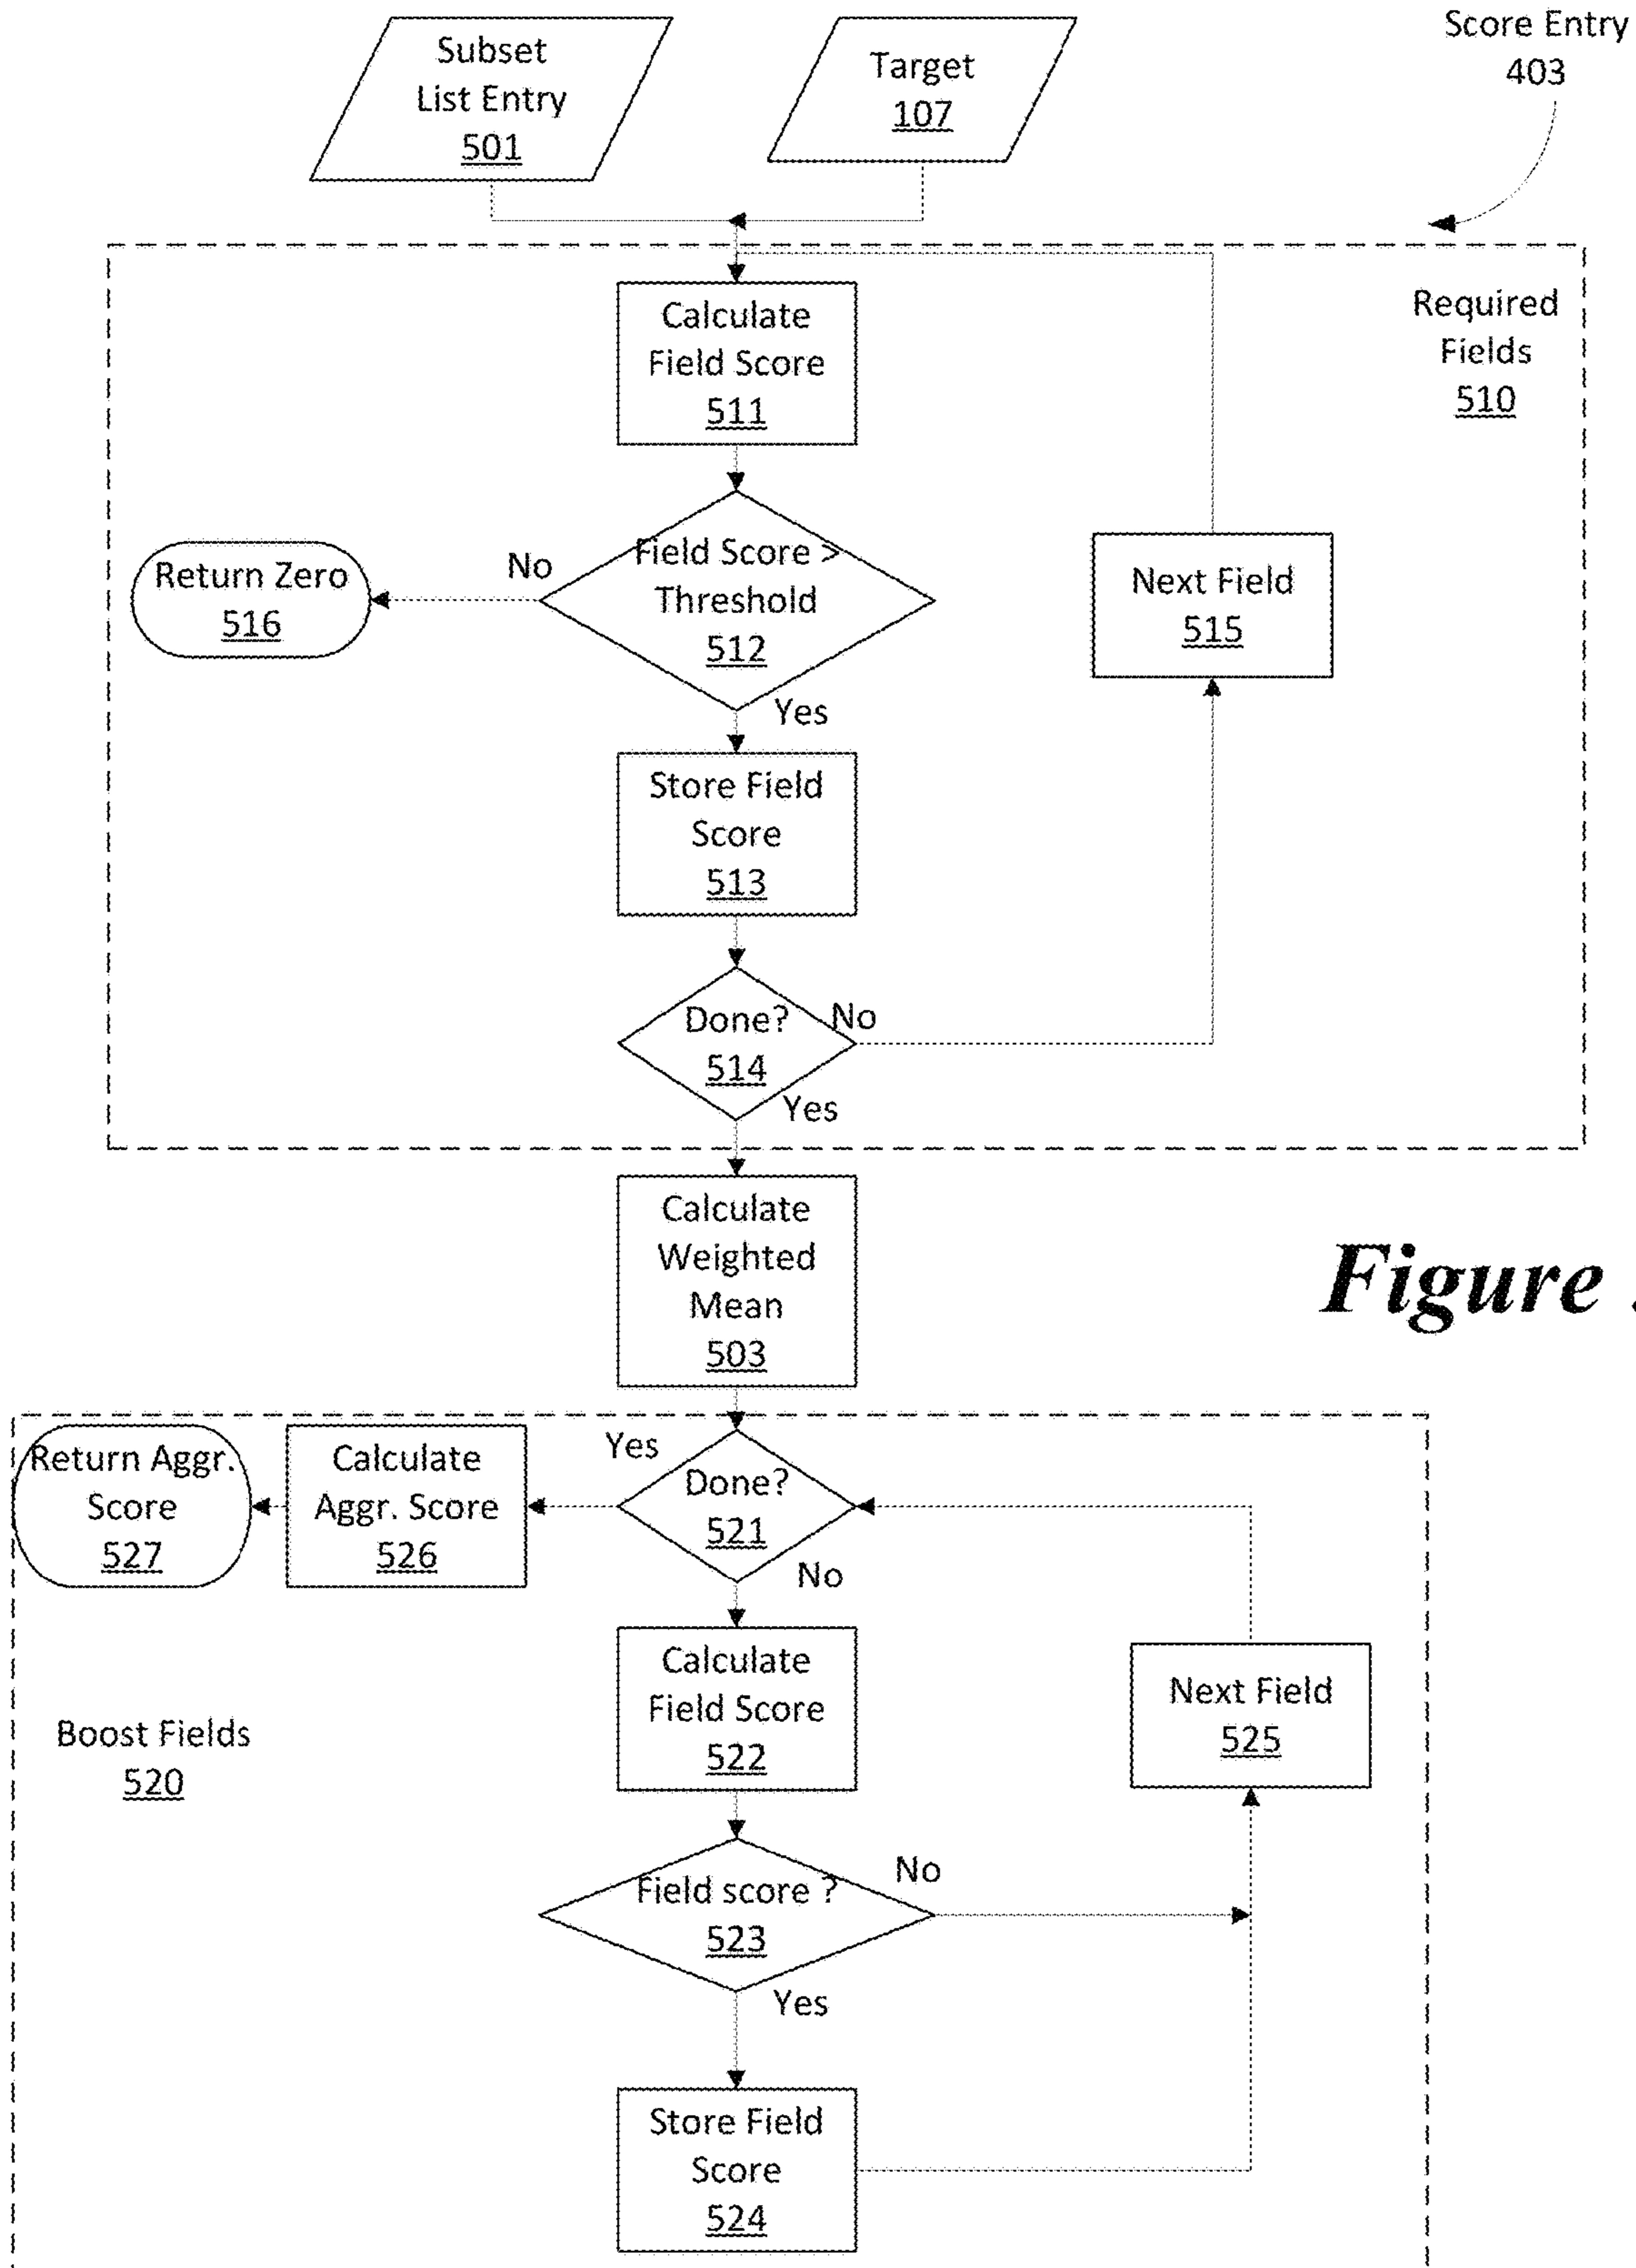 Subset
List Entry
501
Target
107
Score Entry
403
Required
Fields
510
Calculate
Field Score
511
Field Score >
Threshold
512
No
Return Zero
516
Next Field
515
Yes
Store Field
Score
513
Done?
514
No
Yes
Calculate
Weighted
Mean
503
Figure
Return Aggr.
Score
527
Calculate
Aggr. Score
526
Yes
Done?
521
No
Calculate
Field Score
522
Next Field
525
Boost Fields
520
Field score ?
523
No
Yes
Store Field
Score
524